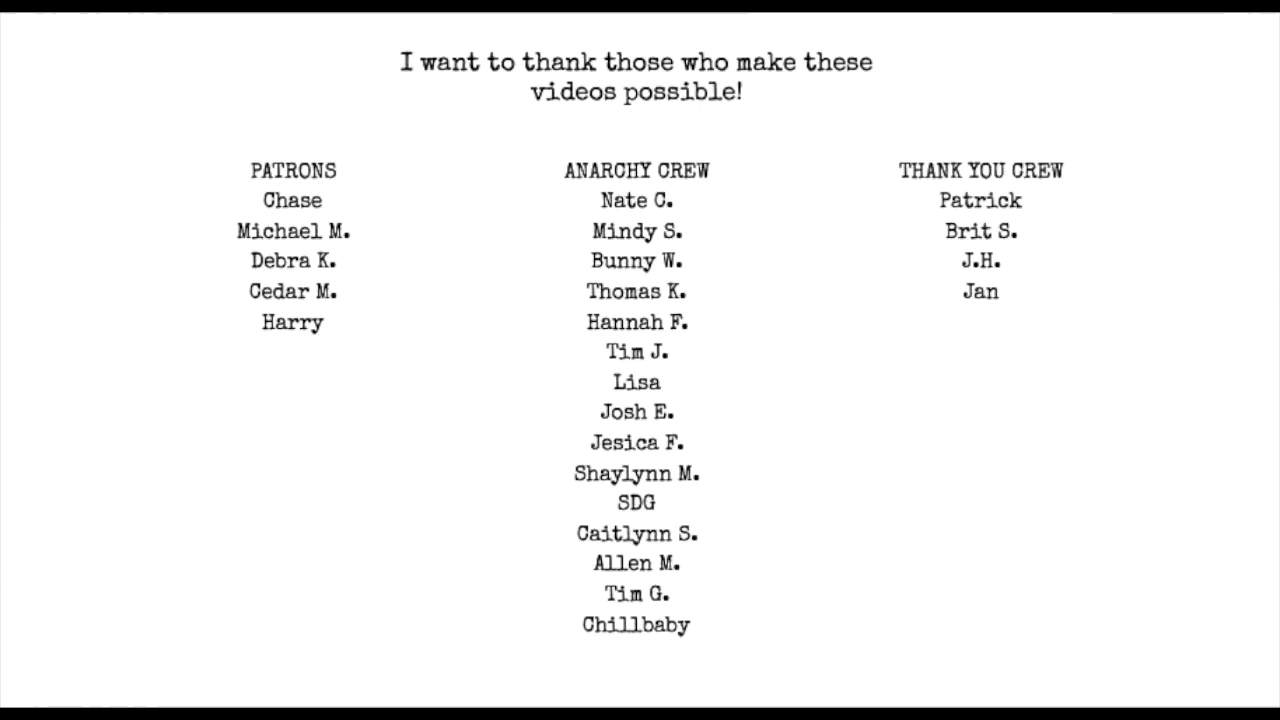 I want to thank those who make these
videos possible!
PATRONS
Chase
Michael M.
Debra K.
Cedar M.
Harry
ANARCHY CREW
Nate C.
Mindy S.
Bunny W.
Thomas K.
Hannah F.
Tim J.
Lisa
Josh E.
Jesica F.
Shaylynn M.
SDG
Caitlynn S.
Allen M.
Tim G.
Chillbaby
THANK YOU CREW
Patrick
Brit S.
J.H.
Jan